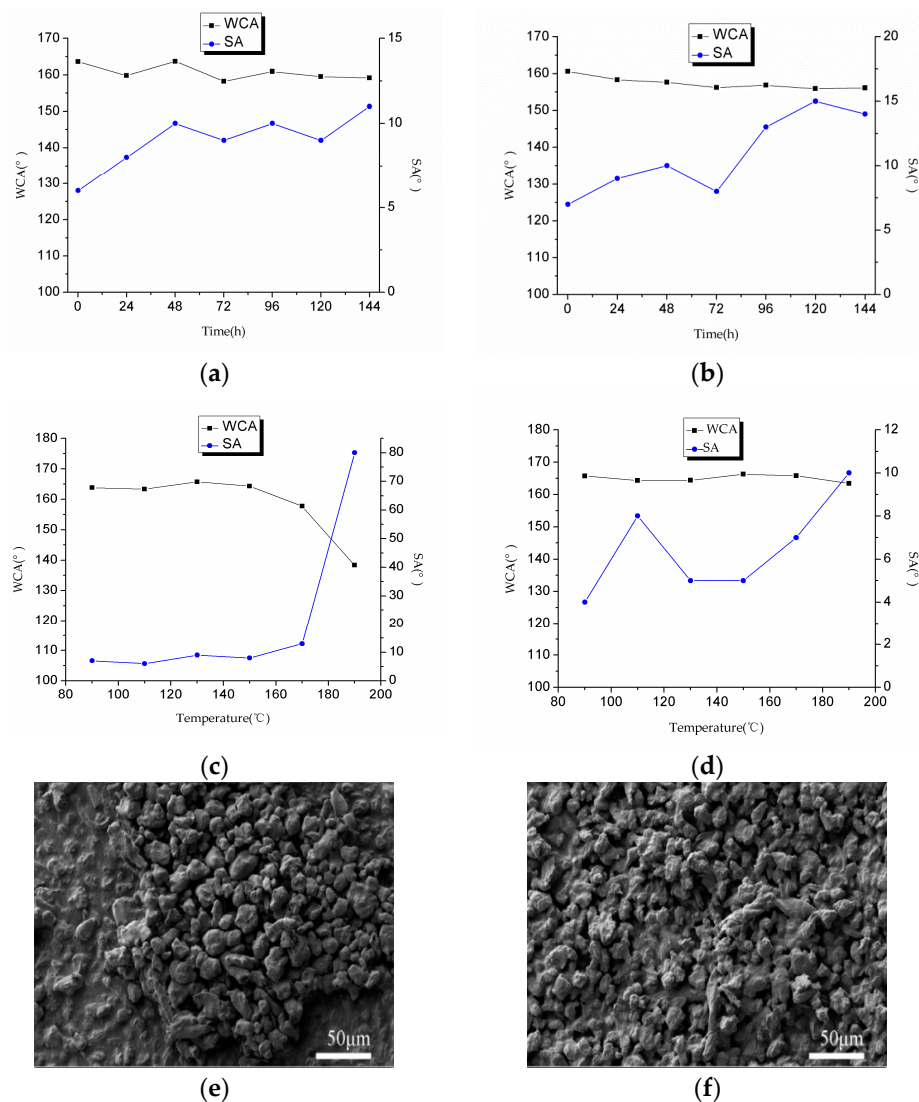 WCA
SA
170
160
150
140
130
120
110
100
15
10
5
0
WCA(°)
SA(°)
0 24 48 72 96 120 144
Time(h)
(a)
WCA
SA
170
160
150
140
130
120
110
100
20
15
10
5
0
WCA(°)
SA(°)
0 24 48 72 96 120 144
Time(h)
(b)
WCA
SA
180
170
160
150
140
130
120
110
100
80
70
60
50
40
30
20
10
0
WCA(°)
SA(°)
80 100 120 140 160 180 200
Temperature(℃)
(c)
WCA
SA
180
170
160
150
140
130
120
110
100
12
10
8
6
4
2
0
WCA(°)
SA(°)
80 100 120 140 160 180 200
Temperature(℃)
(d)
50μm
(e)
50μm
(f)